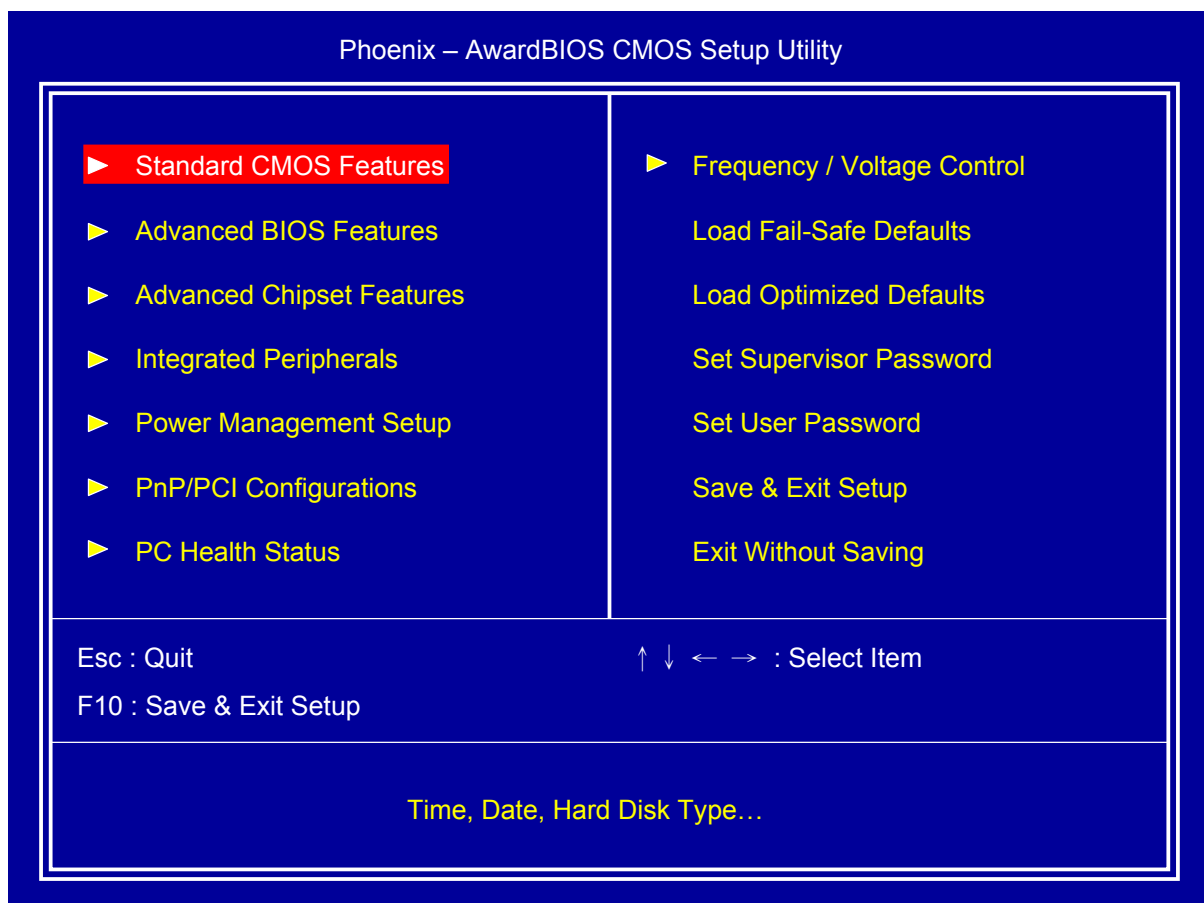 Phoenix – AwardBIOS CMOS Setup Utility
Standard CMOS Features
Advanced BIOS Features
Advanced Chipset Features
Integrated Peripherals
Power Management Setup
PnP/PCI Configurations
PC Health Status
Frequency / Voltage Control
Load Fail-Safe Defaults
Load Optimized Defaults
Set Supervisor Password
Set User Password
Save & Exit Setup
Exit Without Saving
Esc : Quit
F10 : Save & Exit Setup
↑ ↓ ← → : Select Item
Time, Date, Hard Disk Type…